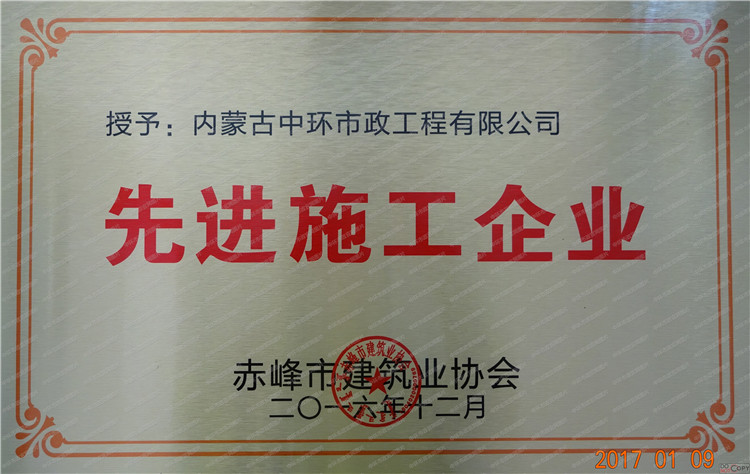 授予：内蒙古中环市政工程有限公司
先进施工企业
赤峰市建筑业协会
二〇一六年十二月
2017 01 09